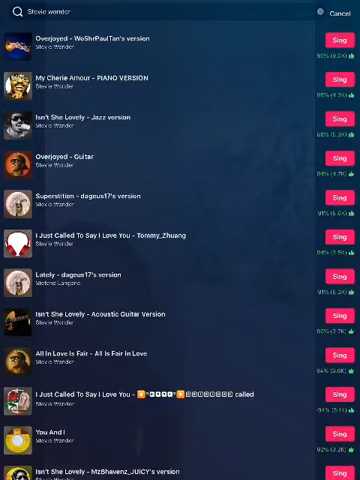 Stevie wonder
Cancel
Overjoyed - WoShrPaulTan's version
Stevie Wonder
Sing
My Cherie Amour - PIANO VERSION
Stevie Wonder
Sing
Isn't She Lovely - Jazz version
Stevie Wonder
Sing
Overjoyed - Guitar
Stevie Wonder
Sing
Superstition - dageus17's version
Stevie Wonder
Sing
I Just Called To Say I Love You - Tommy_Zhuang
Stevie Wonder
Sing
Lately - dageus17's version
Stefano Langone
Sing
Isn't She Lovely - Acoustic Guitar Version
Stevie Wonder
Sing
All In Love Is Fair - All Is Fair In Love
Stevie Wonder
Sing
I Just Called To Say I Love You - called
Stevie Wonder
Sing
You And I
Stevie Wonder
Sing
Isn't She Lovely - MzBhavenz_JUiCY's version
Stevie Wonder
Sing